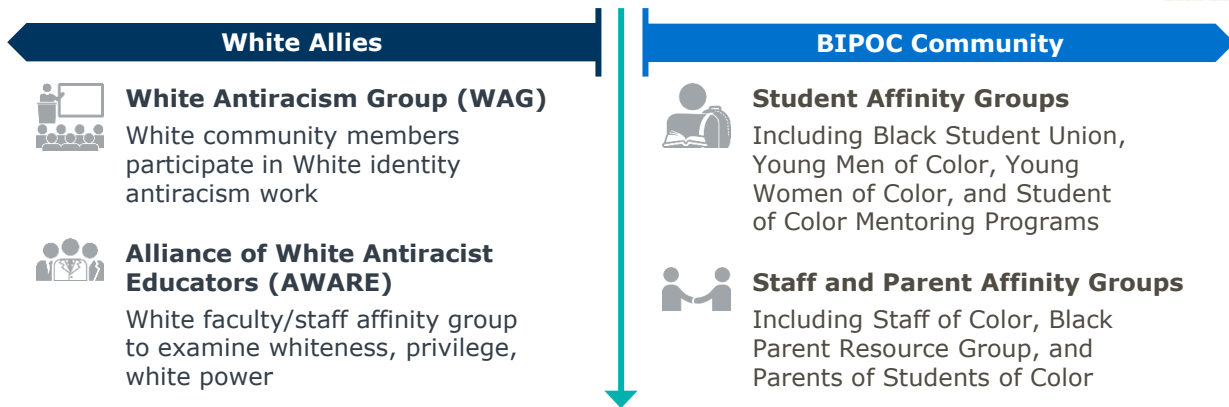 White Allies
White Antiracism Group (WAG)
White community members
participate in White identity
antiracism work
Alliance of White Antiracist
Educators (AWARE)
White faculty/staff affinity group
to examine whiteness, privilege,
white power
BIPOC Community
Student Affinity Groups
Including Black Student Union,
Young Men of Color, Young
Women of Color, and Student
of Color Mentoring Programs
Staff and Parent Affinity Groups
Including Staff of Color, Black
Parent Resource Group, and
Parents of Students of Color